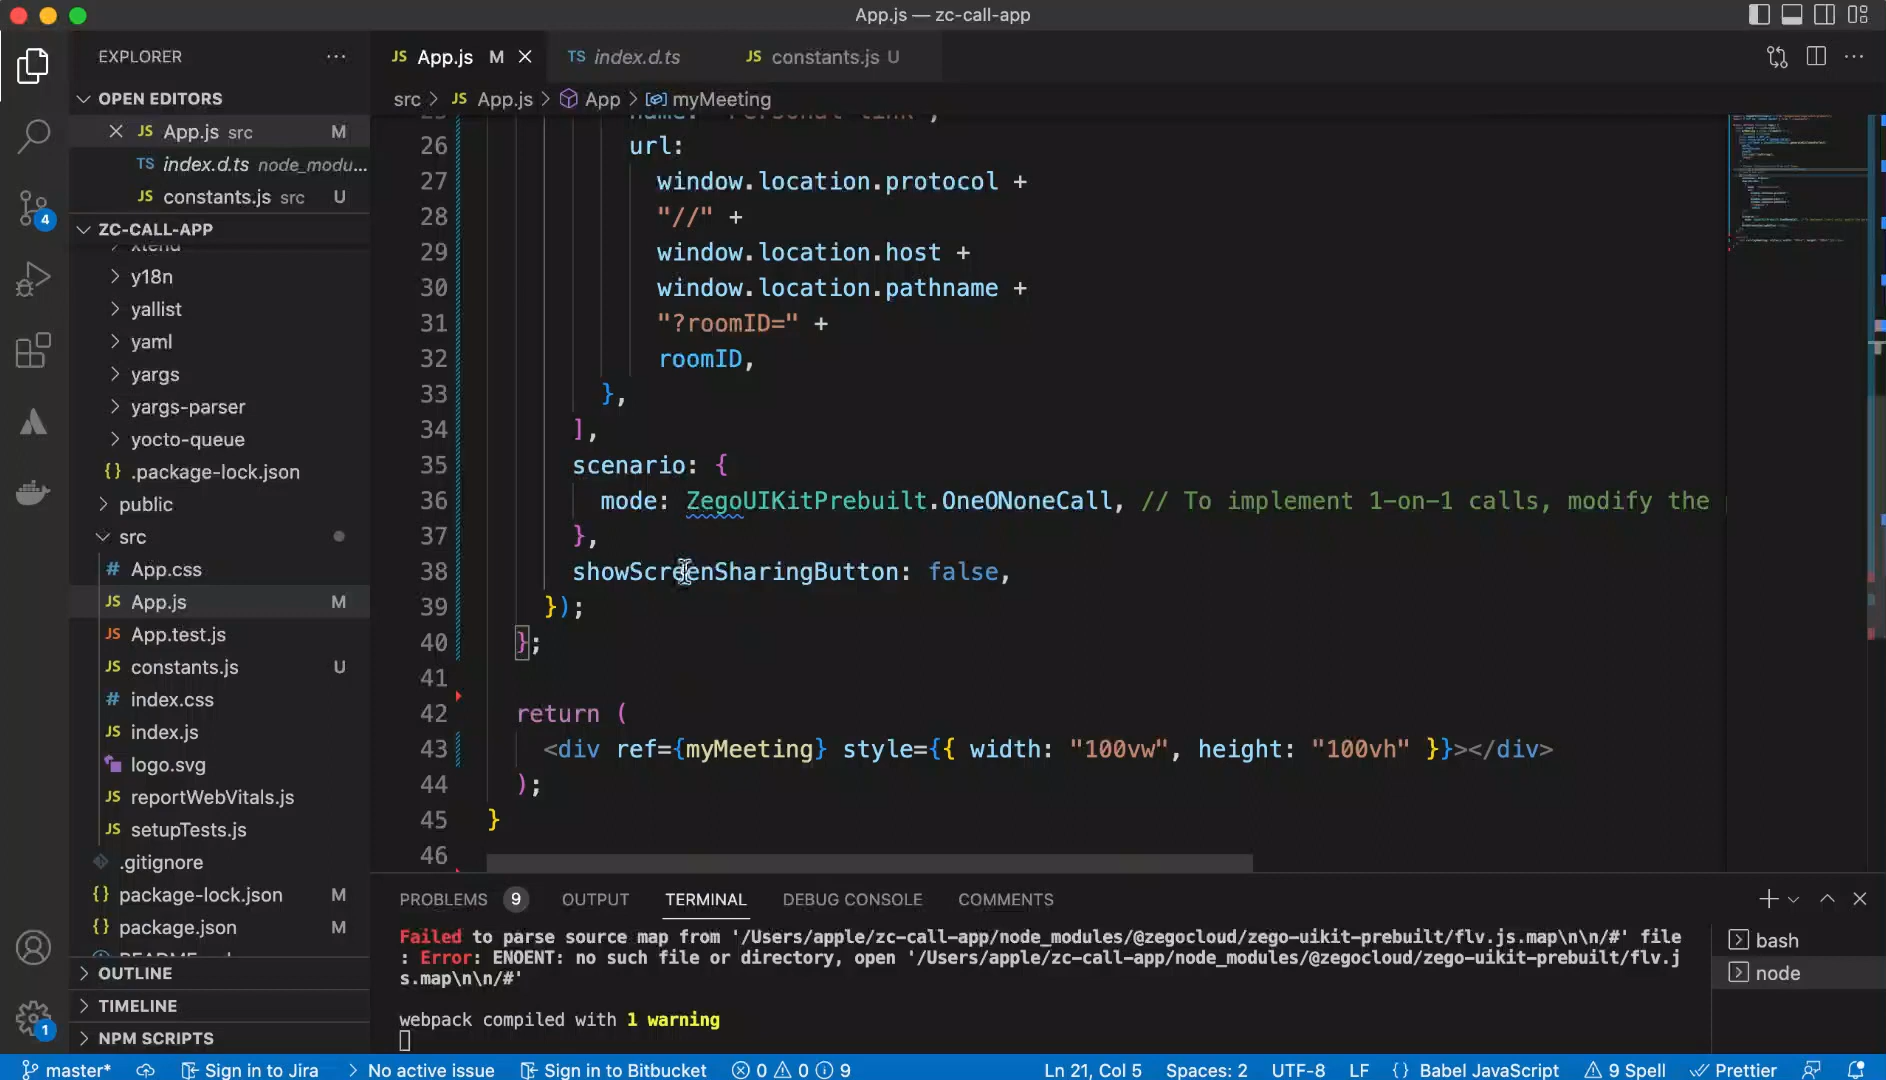 App.js — zc-call-app
EXPLORER
OPEN EDITORS
App.js src M
TS index.d.ts node_modu...
JS constants.js src U
ZC-CALL-APP
xtend
y18n
yallist
yaml
yargs
yargs-parser
yocto-queue
{} .package-lock.json
public
src
# App.css
JS App.js M
JS App.test.js
JS constants.js U
# index.css
JS index.js
logo.svg
JS reportWebVitals.js
JS setupTests.js
.gitignore
{} package-lock.json M
{} package.json M
OUTLINE
TIMELINE
NPM SCRIPTS
4
1
JS App.js M
TS index.d.ts
JS constants.js U
src > JS App.js > App > myMeeting
name: "Personal link",
26 url:
27 window.location.protocol +
28 "//" +
29 window.location.host +
30 window.location.pathname +
31 "?roomID=" +
32 roomID,
33 },
34 ],
35 scenario: {
36 mode: ZegoUIKitPrebuilt.OneONoneCall, // To implement 1-on-1 calls, modify the
37 },
38 showScreenSharingButton: false,
39 });
40 };
41
42 return (
43 <div ref={myMeeting} style={{ width: "100vw", height: "100vh" }}></div>
44 );
45 }
46
PROBLEMS 9 OUTPUT TERMINAL DEBUG CONSOLE COMMENTS
Failed to parse source map from '/Users/apple/zc-call-app/node_modules/@zegocloud/zego-uikit-prebuilt/flv.js.map\n\n/#' file
: Error: ENOENT: no such file or directory, open '/Users/apple/zc-call-app/node_modules/@zegocloud/zego-uikit-prebuilt/flv.j
s.map\n\n/#'
webpack compiled with 1 warning
bash
node
master* Sign in to Jira No active issue Sign in to Bitbucket 0 0 9 Ln 21, Col 5 Spaces: 2 UTF-8 LF {} Babel JavaScript 9 Spell Prettier